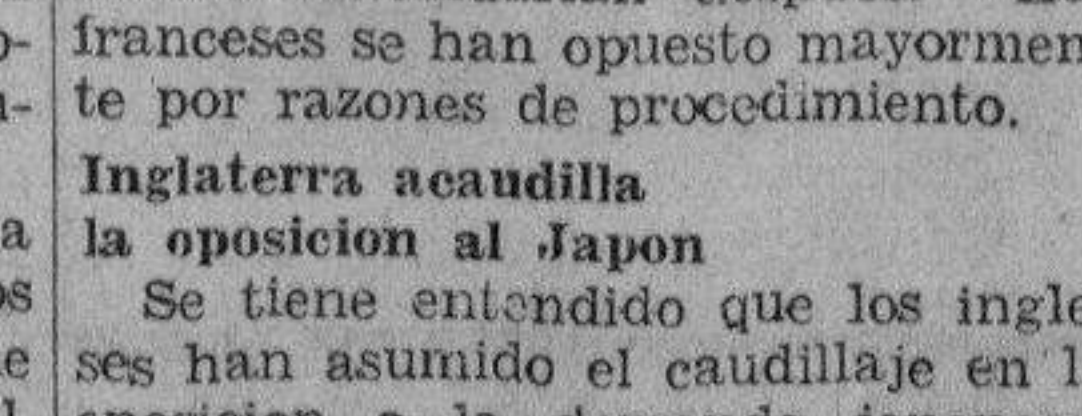 franceses se han opuesto mayormen
te por razones de procedimiento.
Inglaterra acaudilla
la oposicion al Japon
Se tiene entendido que los ingle
ses han asumido el caudillaje en l